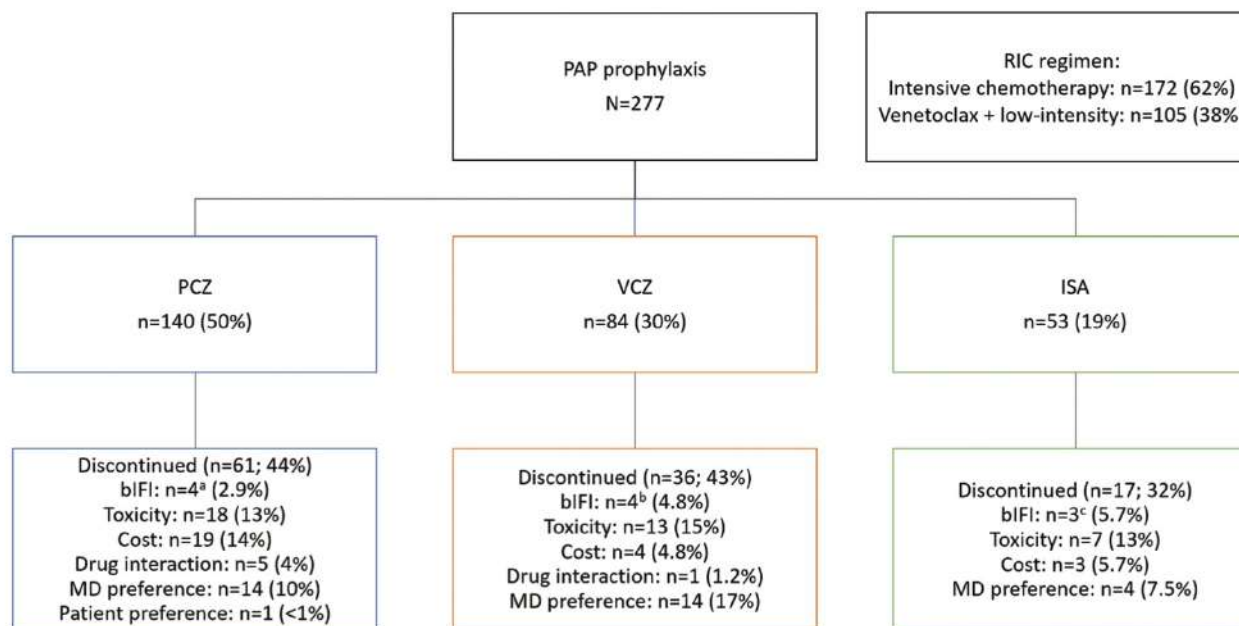 PAP prophylaxis
N=277
RIC regimen:
Intensive chemotherapy: n=172 (62%)
Venetoclax + low-intensity: n=105 (38%
PCZ
n=140 (50%)
VCZ
n=84 (30%)
ISA
n=53 (19%)
Discontinued (n=61; 44%)
bIFI: n=4ᵃ (2.9%)
Toxicity: n=18 (13%)
Cost: n=19 (14%)
Drug interaction: n=5 (4%)
MD preference: n=14 (10%)
Patient preference: n=1 (<1%)
Discontinued (n=36; 43%)
bIFI: n=4ᵇ (4.8%)
Toxicity: n=13 (15%)
Cost: n=4 (4.8%)
Drug interaction: n=1 (1.2%)
MD preference: n=14 (17%)
Discontinued (n=17; 32%)
bIFI: n=3ᶜ (5.7%)
Toxicity: n=7 (13%)
Cost: n=3 (5.7%)
MD preference: n=4 (7.5%)